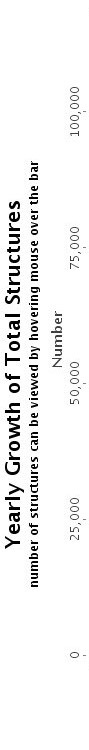 Yearly Growth of Total Structures
number of structures can be viewed by hovering mouse over the bar
Number
0
25,000
50,000
75,000
100,000